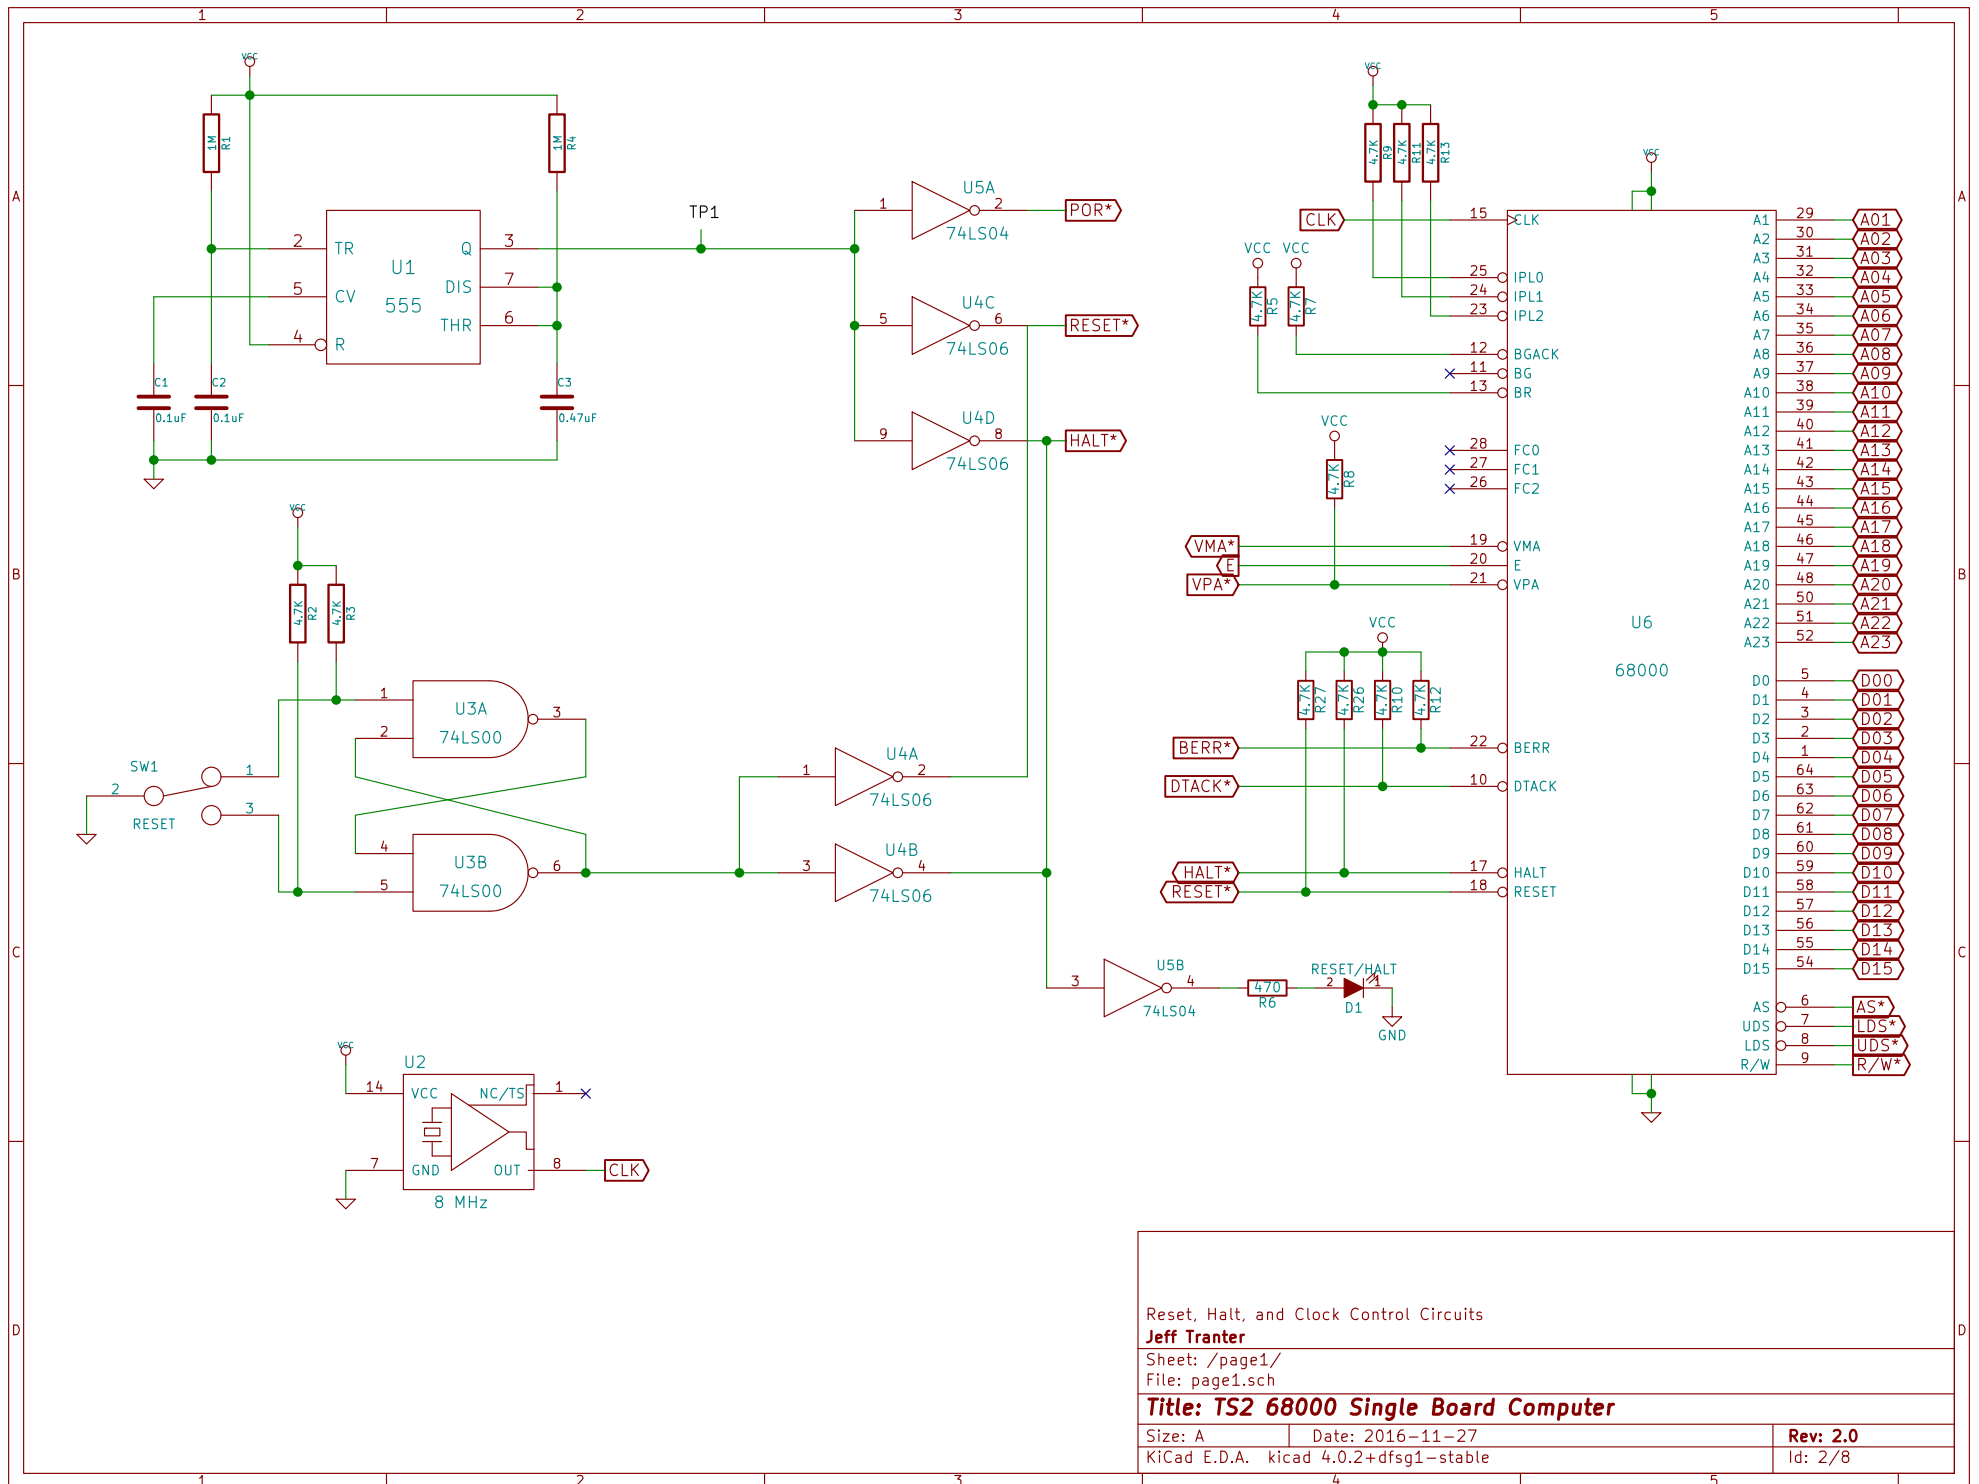 1 2 3 4 5
A
B
C
D
A
B
C
D
1 2 3 4 5
VCC
1M R1
1M R4
2 TR
5 CV
4 R
U1
555
Q 3
DIS 7
THR 6
C1 0.1uF
C2 0.1uF
C3 0.47uF
TP1
1 U5A 2 POR*
74LS04
5 U4C 6 RESET*
74LS06
9 U4D 8 HALT*
74LS06
VCC
4.7K R2
4.7K R3
SW1
2 1
3
RESET
1 U3A 3
2 74LS00
4 U3B 6
5 74LS00
1 U4A 2
74LS06
3 U4B 4
74LS06
3 U5B 4
74LS04
470
R6
RESET/HALT
2 1
D1
GND
VCC
U2
14 VCC NC/TS 1
7 GND OUT 8 CLK
8 MHz
VCC
4.7K R9
4.7K R11
4.7K R13
VCC
CLK 15 CLK
VCC VCC
4.7K R5
4.7K R7
25 IPL0
24 IPL1
23 IPL2
12 BGACK
11 BG
13 BR
VCC
4.7K R8
28 FC0
27 FC1
26 FC2
VMA* 19 VMA
E 20 E
VPA* 21 VPA
VCC
4.7K R27
4.7K R26
4.7K R10
4.7K R12
BERR* 22 BERR
DTACK* 10 DTACK
HALT* 17 HALT
RESET* 18 RESET
U6
68000
A1 29 A01
A2 30 A02
A3 31 A03
A4 32 A04
A5 33 A05
A6 34 A06
A7 35 A07
A8 36 A08
A9 37 A09
A10 38 A10
A11 39 A11
A12 40 A12
A13 41 A13
A14 42 A14
A15 43 A15
A16 44 A16
A17 45 A17
A18 46 A18
A19 47 A19
A20 48 A20
A21 50 A21
A22 51 A22
A23 52 A23
D0 5 D00
D1 4 D01
D2 3 D02
D3 2 D03
D4 1 D04
D5 64 D05
D6 63 D06
D7 62 D07
D8 61 D08
D9 60 D09
D10 59 D10
D11 58 D11
D12 57 D12
D13 56 D13
D14 55 D14
D15 54 D15
AS 6 AS*
UDS 7 LDS*
LDS 8 UDS*
R/W 9 R/W*
Reset, Halt, and Clock Control Circuits
Jeff Tranter
Sheet: /page1/
File: page1.sch
Title: TS2 68000 Single Board Computer
Size: A Date: 2016-11-27 Rev: 2.0
KiCad E.D.A. kicad 4.0.2+dfsg1-stable Id: 2/8